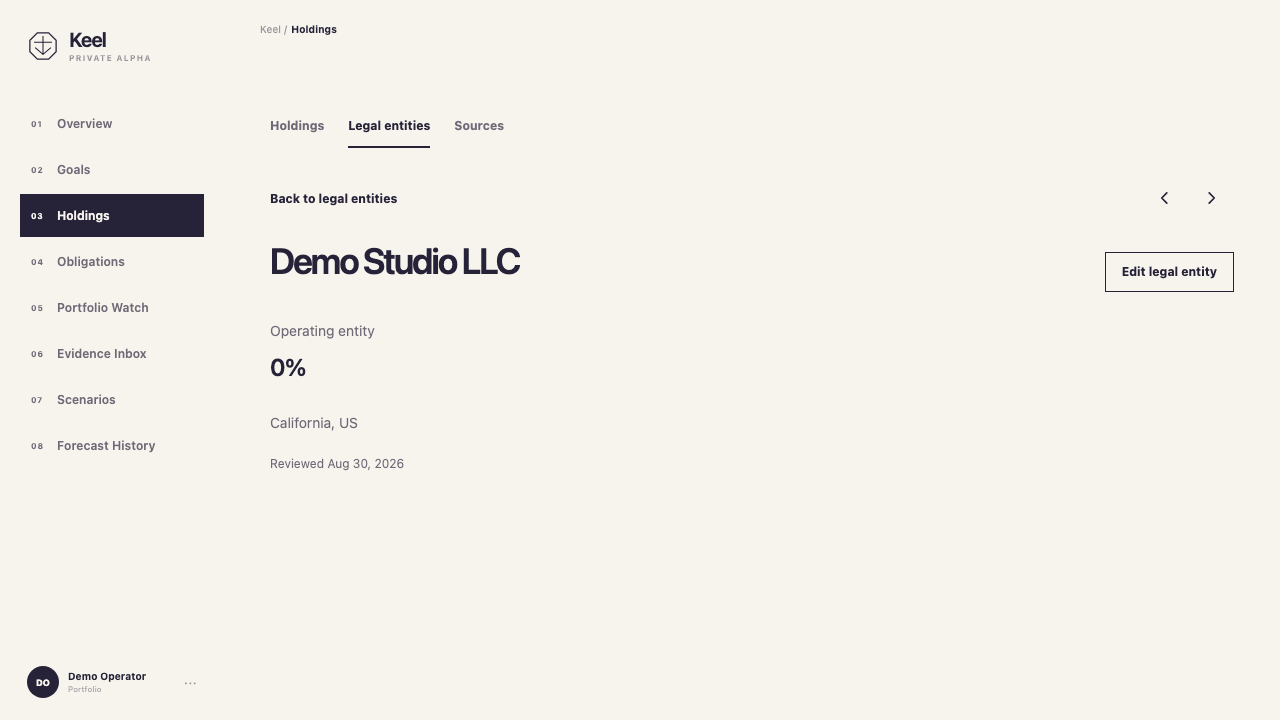 Keel
PRIVATE ALPHA
Keel / Holdings
01 Overview
02 Goals
03 Holdings
04 Obligations
05 Portfolio Watch
06 Evidence Inbox
07 Scenarios
08 Forecast History
Holdings Legal entities Sources
Back to legal entities
Demo Studio LLC
Edit legal entity
Operating entity
0%
California, US
Reviewed Aug 30, 2026
DO Demo Operator
Portfolio
...